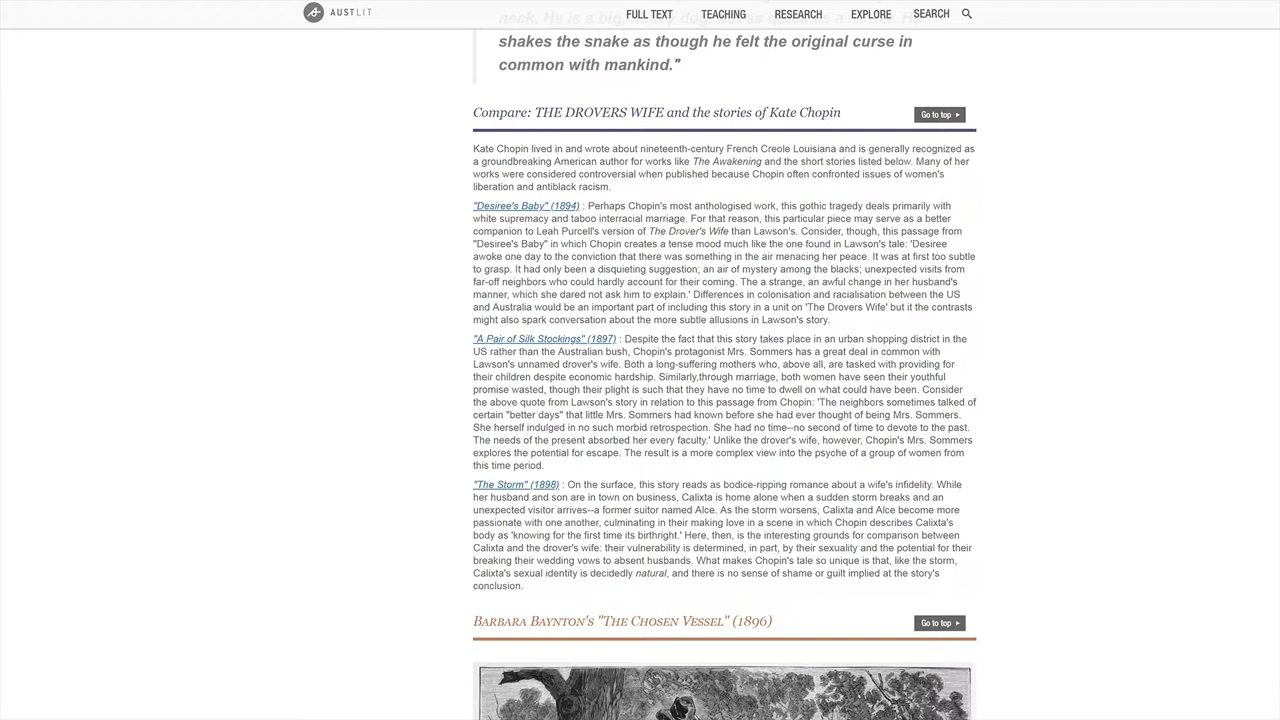 AUSTLIT
FULL TEXT
TEACHING
RESEARCH
EXPLORE
SEARCH
neck. He is a big,
shakes the snake as though he felt the original curse in
common with mankind."
Compare: THE DROVERS WIFE and the stories of Kate Chopin
Go to top
Kate Chopin lived in and wrote about nineteenth-century French Creole Louisiana and is generally recognized as
a groundbreaking American author for works like The Awakening and the short stories listed below. Many of her
works were considered controversial when published because Chopin often confronted issues of women's
liberation and antiblack racism.
"Desiree's Baby" (1894) : Perhaps Chopin's most anthologised work, this gothic tragedy deals primarily with
white supremacy and taboo interracial marriage. For that reason, this particular piece may serve as a better
companion to Leah Purcell's version of The Drover's Wife than Lawson's. Consider, though, this passage from
"Desiree's Baby" in which Chopin creates a tense mood much like the one found in Lawson's tale: 'Desiree
awoke one day to the conviction that there was something in the air menacing her peace. It was at first too subtle
to grasp. It had only been a disquieting suggestion; an air of mystery among the blacks; unexpected visits from
far-off neighbors who could hardly account for their coming. The a strange, an awful change in her husband's
manner, which she dared not ask him to explain.' Differences in colonisation and racialisation between the US
and Australia would be an important part of including this story in a unit on 'The Drovers Wife' but it the contrasts
might also spark conversation about the more subtle allusions in Lawson's story.
"A Pair of Silk Stockings" (1897) : Despite the fact that this story takes place in an urban shopping district in the
US rather than the Australian bush, Chopin's protagonist Mrs. Sommers has a great deal in common with
Lawson's unnamed drover's wife. Both a long-suffering mothers who, above all, are tasked with providing for
their children despite economic hardship. Similarly,through marriage, both women have seen their youthful
promise wasted, though their plight is such that they have no time to dwell on what could have been. Consider
the above quote from Lawson's story in relation to this passage from Chopin: 'The neighbors sometimes talked of
certain "better days" that little Mrs. Sommers had known before she had ever thought of being Mrs. Sommers.
She herself indulged in no such morbid retrospection. She had no time--no second of time to devote to the past.
The needs of the present absorbed her every faculty.' Unlike the drover's wife, however, Chopin's Mrs. Sommers
explores the potential for escape. The result is a more complex view into the psyche of a group of women from
this time period.
"The Storm" (1898) : On the surface, this story reads as bodice-ripping romance about a wife's infidelity. While
her husband and son are in town on business, Calixta is home alone when a sudden storm breaks and an
unexpected visitor arrives--a former suitor named Alce. As the storm worsens, Calixta and Alce become more
passionate with one another, culminating in their making love in a scene in which Chopin describes Calixta's
body as 'knowing for the first time its birthright.' Here, then, is the interesting grounds for comparison between
Calixta and the drover's wife: their vulnerability is determined, in part, by their sexuality and the potential for their
breaking their wedding vows to absent husbands. What makes Chopin's tale so unique is that, like the storm,
Calixta's sexual identity is decidedly natural, and there is no sense of shame or guilt implied at the story's
conclusion.
BARBARA BAYNTON'S "THE CHOSEN VESSEL" (1896)
Go to top